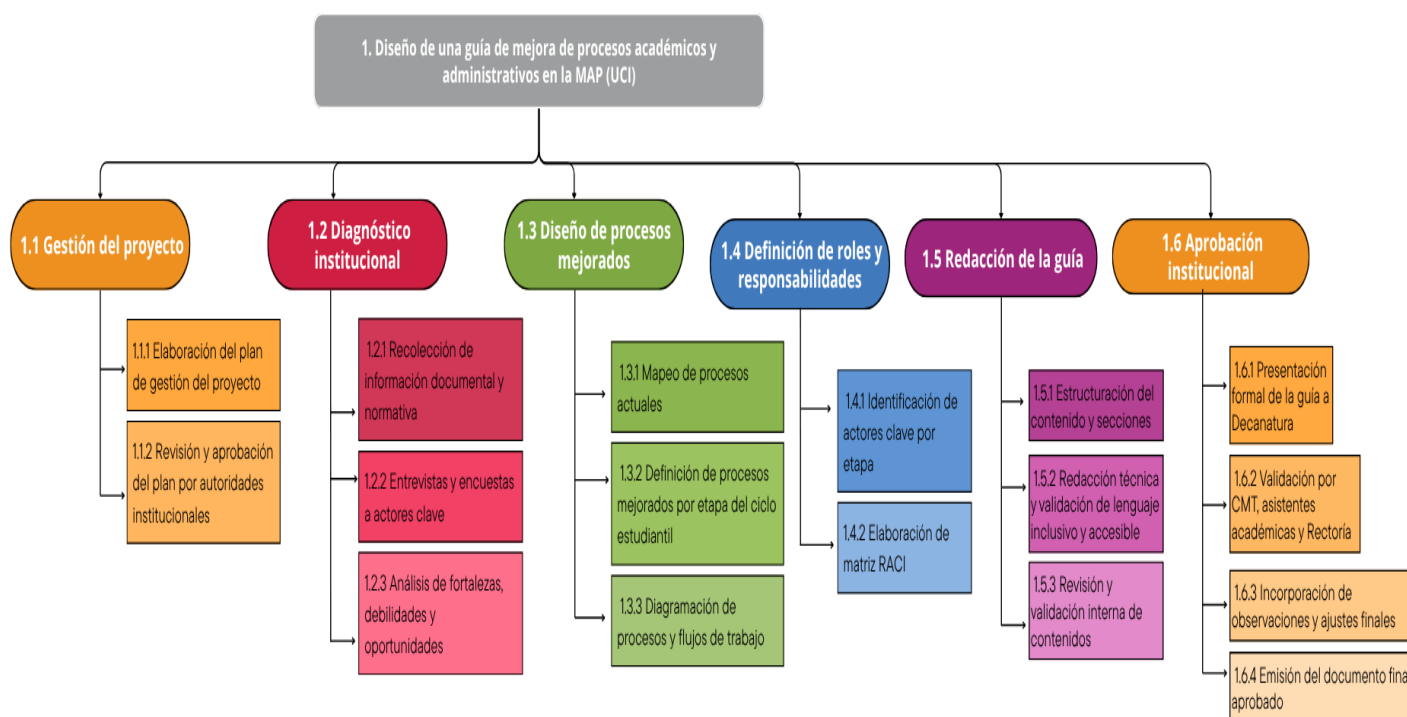 1. Diseño de una guía de mejora de procesos académicos y
administrativos en la MAP (UCI)
1.1 Gestión del proyecto
1.1.1 Elaboración del plan
de gestión del proyecto
1.1.2 Revisión y aprobación
del plan por autoridades
institucionales
1.2 Diagnóstico
institucional
1.2.1 Recolección de
información documental y
normativa
1.2.2 Entrevistas y encuestas
a actores clave
1.2.3 Análisis de fortalezas,
debilidades y
oportunidades
1.3 Diseño de procesos
mejorados
1.3.1 Mapeo de procesos
actuales
1.3.2 Definición de procesos
mejorados por etapa del ciclo
estudiantil
1.3.3 Diagramación de
procesos y flujos de trabajo
1.4 Definición de roles y
responsabilidades
1.4.1 Identificación de
actores clave por
etapa
1.4.2 Elaboración de
matriz RACI
1.5 Redacción de la guía
1.5.1 Estructuración del
contenido y secciones
1.5.2 Redacción técnica
y validación de lenguaje
inclusivo y accesible
1.5.3 Revisión y
validación interna de
contenidos
1.6 Aprobación
institucional
1.6.1 Presentación
formal de la guía a
Decanatura
1.6.2 Validación por
CMT, asistentes
académicas y Rectoría
1.6.3 Incorporación de
observaciones y ajustes finales
1.6.4 Emisión del documento fina
aprobado